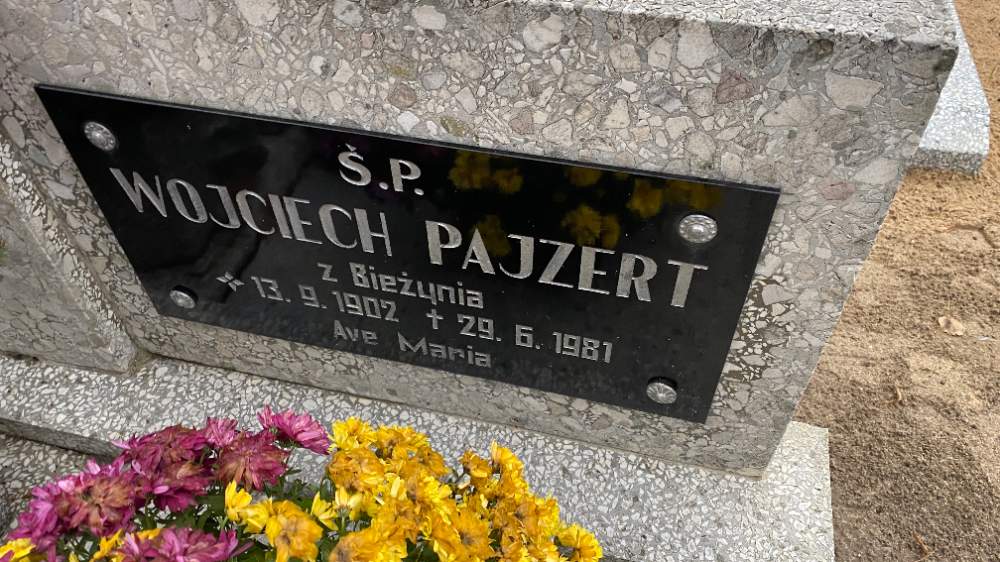 Ś.P.
WOJCIECH PAJZERT
z Bieżynia
* 13. 9. 1902 † 29. 6. 1981
Ave Maria